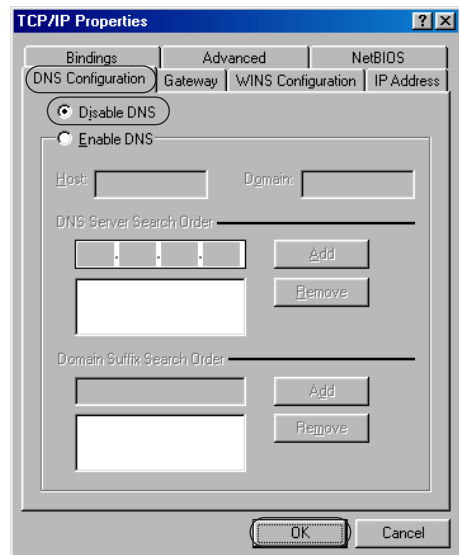 TCP/IP Properties
Bindings Advanced NetBIOS
DNS Configuration Gateway WINS Configuration IP Address
Disable DNS
Enable DNS
Host: Domain:
DNS Server Search Order
Add
Remove
Domain Suffix Search Order
Add
Remove
OK Cancel